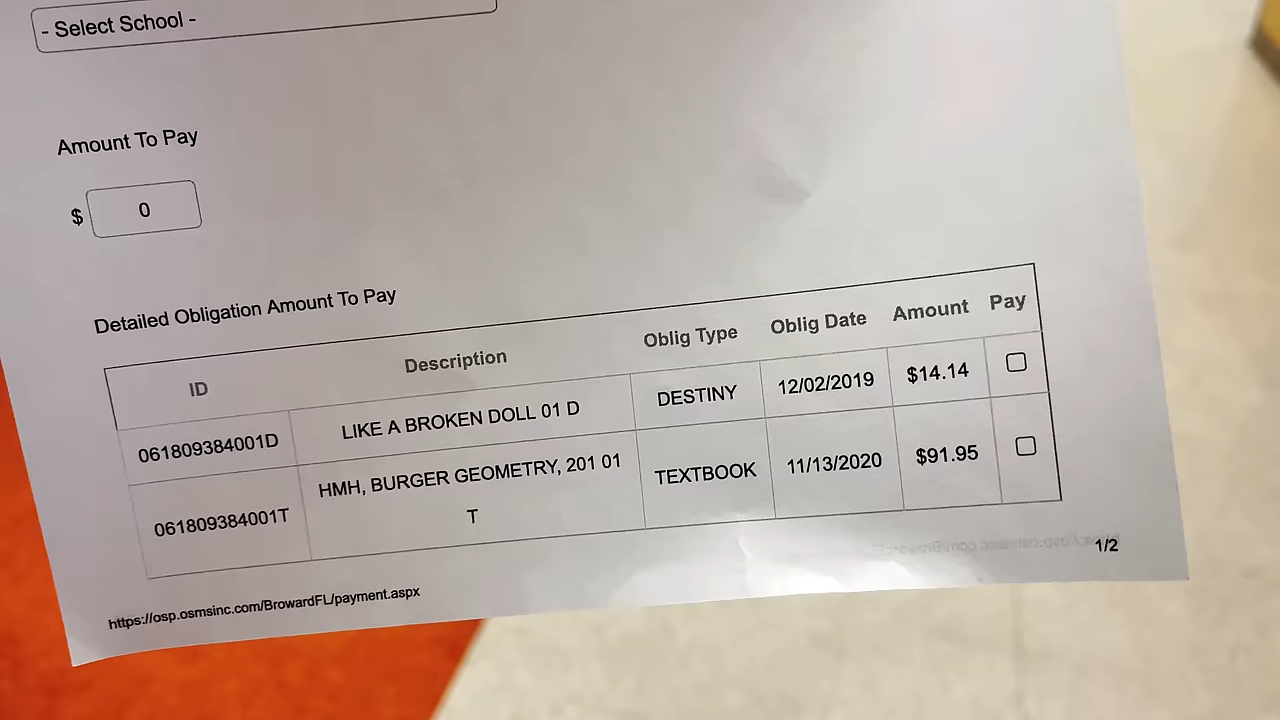 - Select School -
Amount To Pay
$ 0
Detailed Obligation Amount To Pay
ID Description Oblig Type Oblig Date Amount Pay
061809384001D LIKE A BROKEN DOLL 01 D DESTINY 12/02/2019 $14.14
061809384001T HMH, BURGER GEOMETRY, 201 01 TEXTBOOK 11/13/2020 $91.95
T
https://osp.osmsinc.com/BrowardFL/payment.aspx 1/2